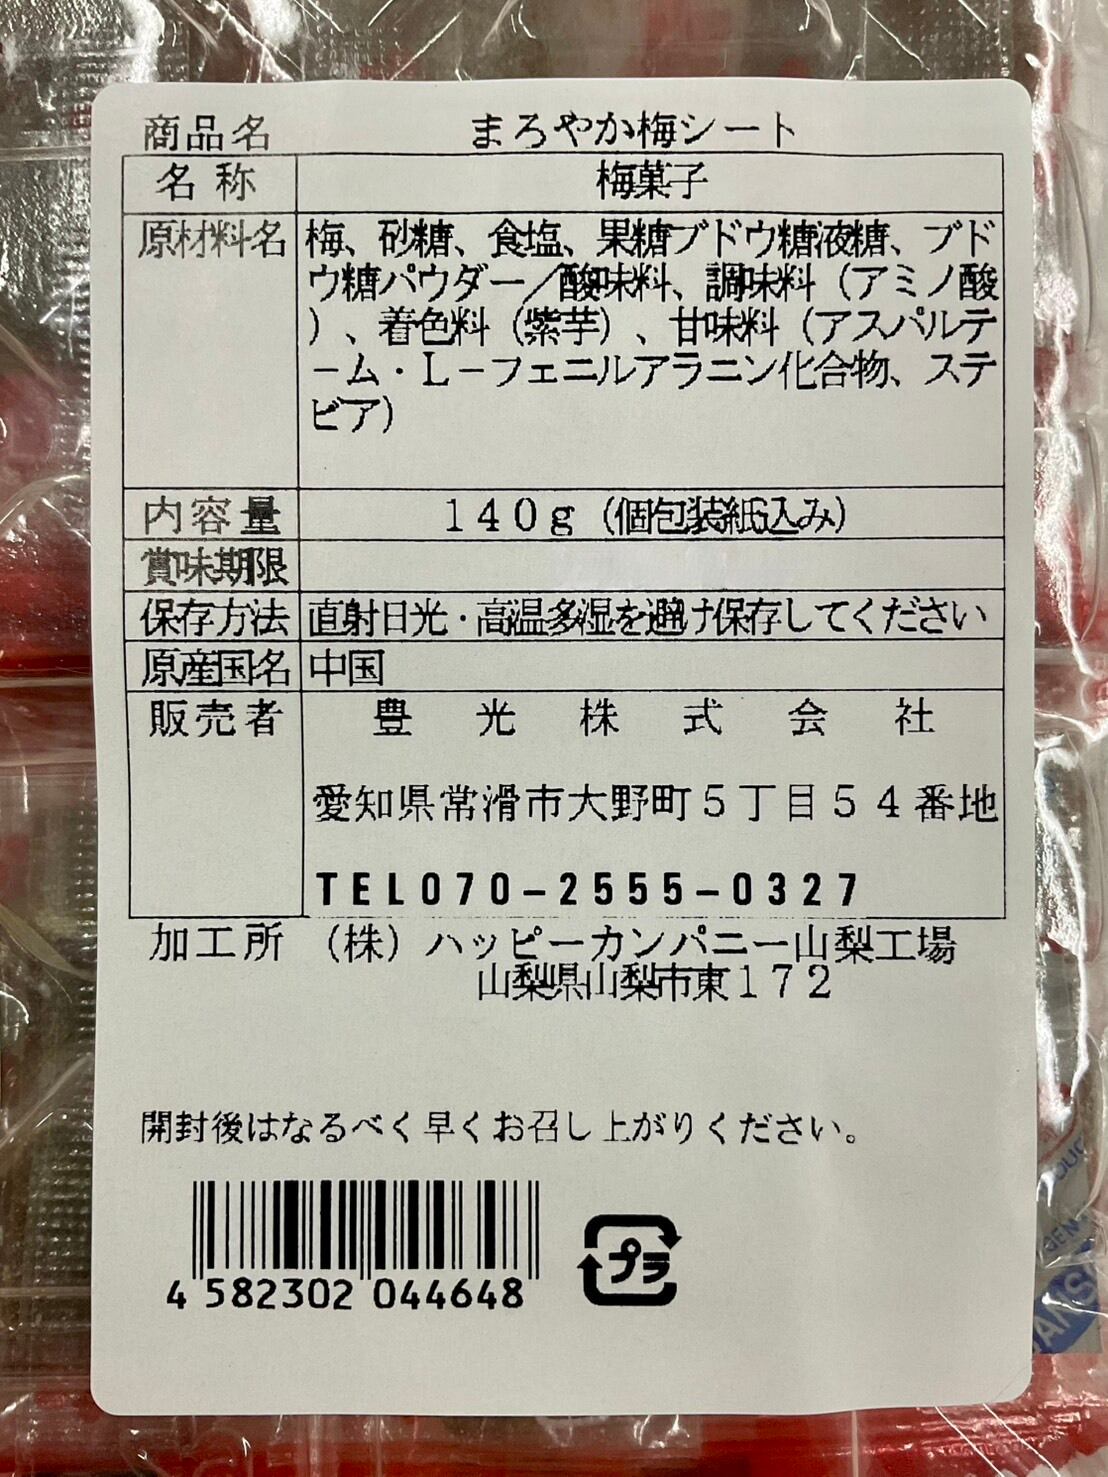 商品名 まろやか梅シート
名称 梅菓子
原材料名 梅、砂糖、食塩、果糖ブドウ糖液糖、ブド
ウ糖パウダー／酸味料、調味料（アミノ酸
）、着色料（紫芋）、甘味料（アスパルテ
－ム・Ｌ－フェニルアラニン化合物、ステ
ビア）
内容量 １４０ｇ（個包装紙込み）
賞味期限
保存方法 直射日光・高温多湿を避け保存してください
原産国名 中国
販売者 豊光株式会社
愛知県常滑市大野町５丁目５４番地
TEL070-2555-0327
加工所 （株）ハッピーカンパニー山梨工場
山梨県山梨市東１７２
開封後はなるべく早くお召し上がりください。
プラ
4 582302 044648